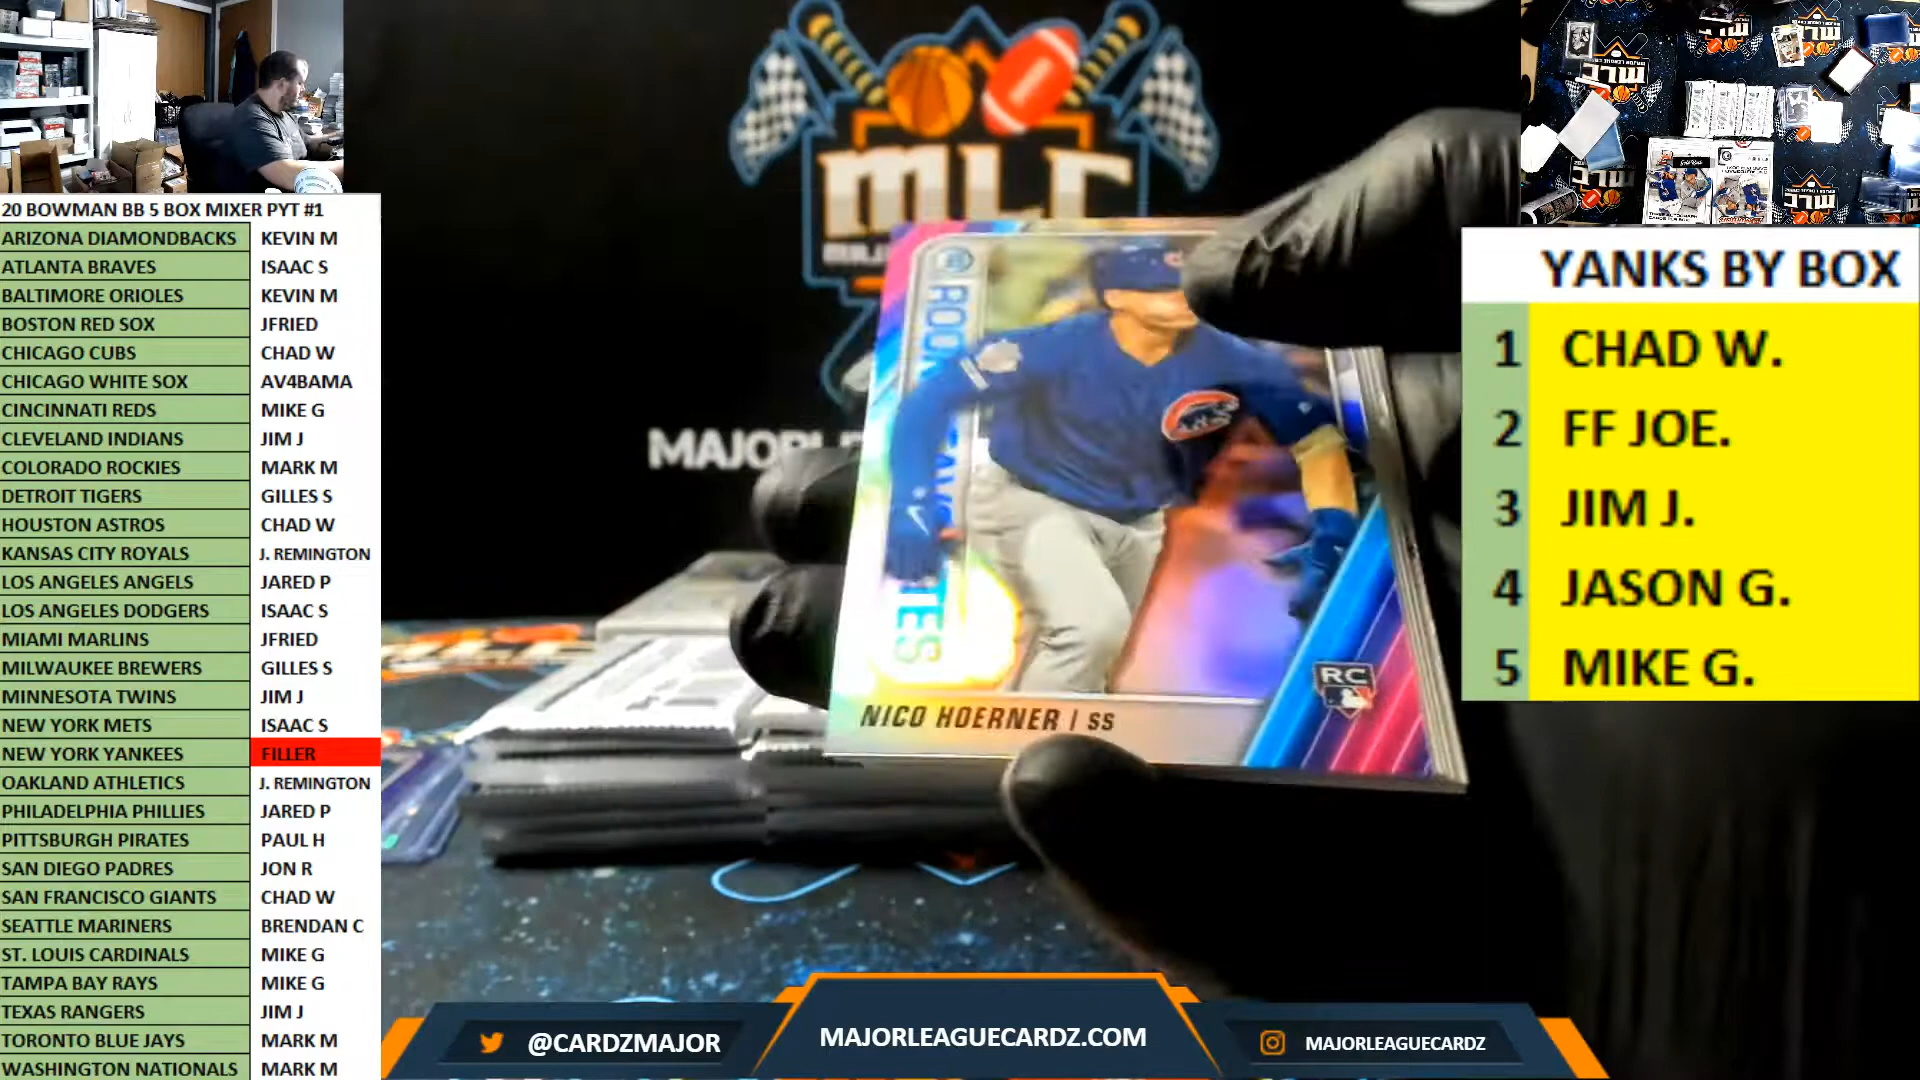 20 BOWMAN BB 5 BOX MIXER PYT #1
ARIZONA DIAMONDBACKS KEVIN M
ATLANTA BRAVES ISAAC S
BALTIMORE ORIOLES KEVIN M
BOSTON RED SOX JFRIED
CHICAGO CUBS CHAD W
CHICAGO WHITE SOX AV4BAMA
CINCINNATI REDS MIKE G
CLEVELAND INDIANS JIM J
COLORADO ROCKIES MARK M
DETROIT TIGERS GILLES S
HOUSTON ASTROS CHAD W
KANSAS CITY ROYALS J. REMINGTON
LOS ANGELES ANGELS JARED P
LOS ANGELES DODGERS ISAAC S
MIAMI MARLINS JFRIED
MILWAUKEE BREWERS GILLES S
MINNESOTA TWINS JIM J
NEW YORK METS ISAAC S
NEW YORK YANKEES FILLER
OAKLAND ATHLETICS J. REMINGTON
PHILADELPHIA PHILLIES JARED P
PITTSBURGH PIRATES PAUL H
SAN DIEGO PADRES JON R
SAN FRANCISCO GIANTS CHAD W
SEATTLE MARINERS BRENDAN C
ST. LOUIS CARDINALS MIKE G
TAMPA BAY RAYS MIKE G
TEXAS RANGERS JIM J
TORONTO BLUE JAYS MARK M
WASHINGTON NATIONALS MARK M
MLC
CUBS
RC
NICO HOERNER | SS
YANKS BY BOX
1 CHAD W.
2 FF JOE.
3 JIM J.
4 JASON G.
5 MIKE G.
@CARDZMAJOR
MAJORLEAGUECARDZ.COM
MAJORLEAGUECARDZ